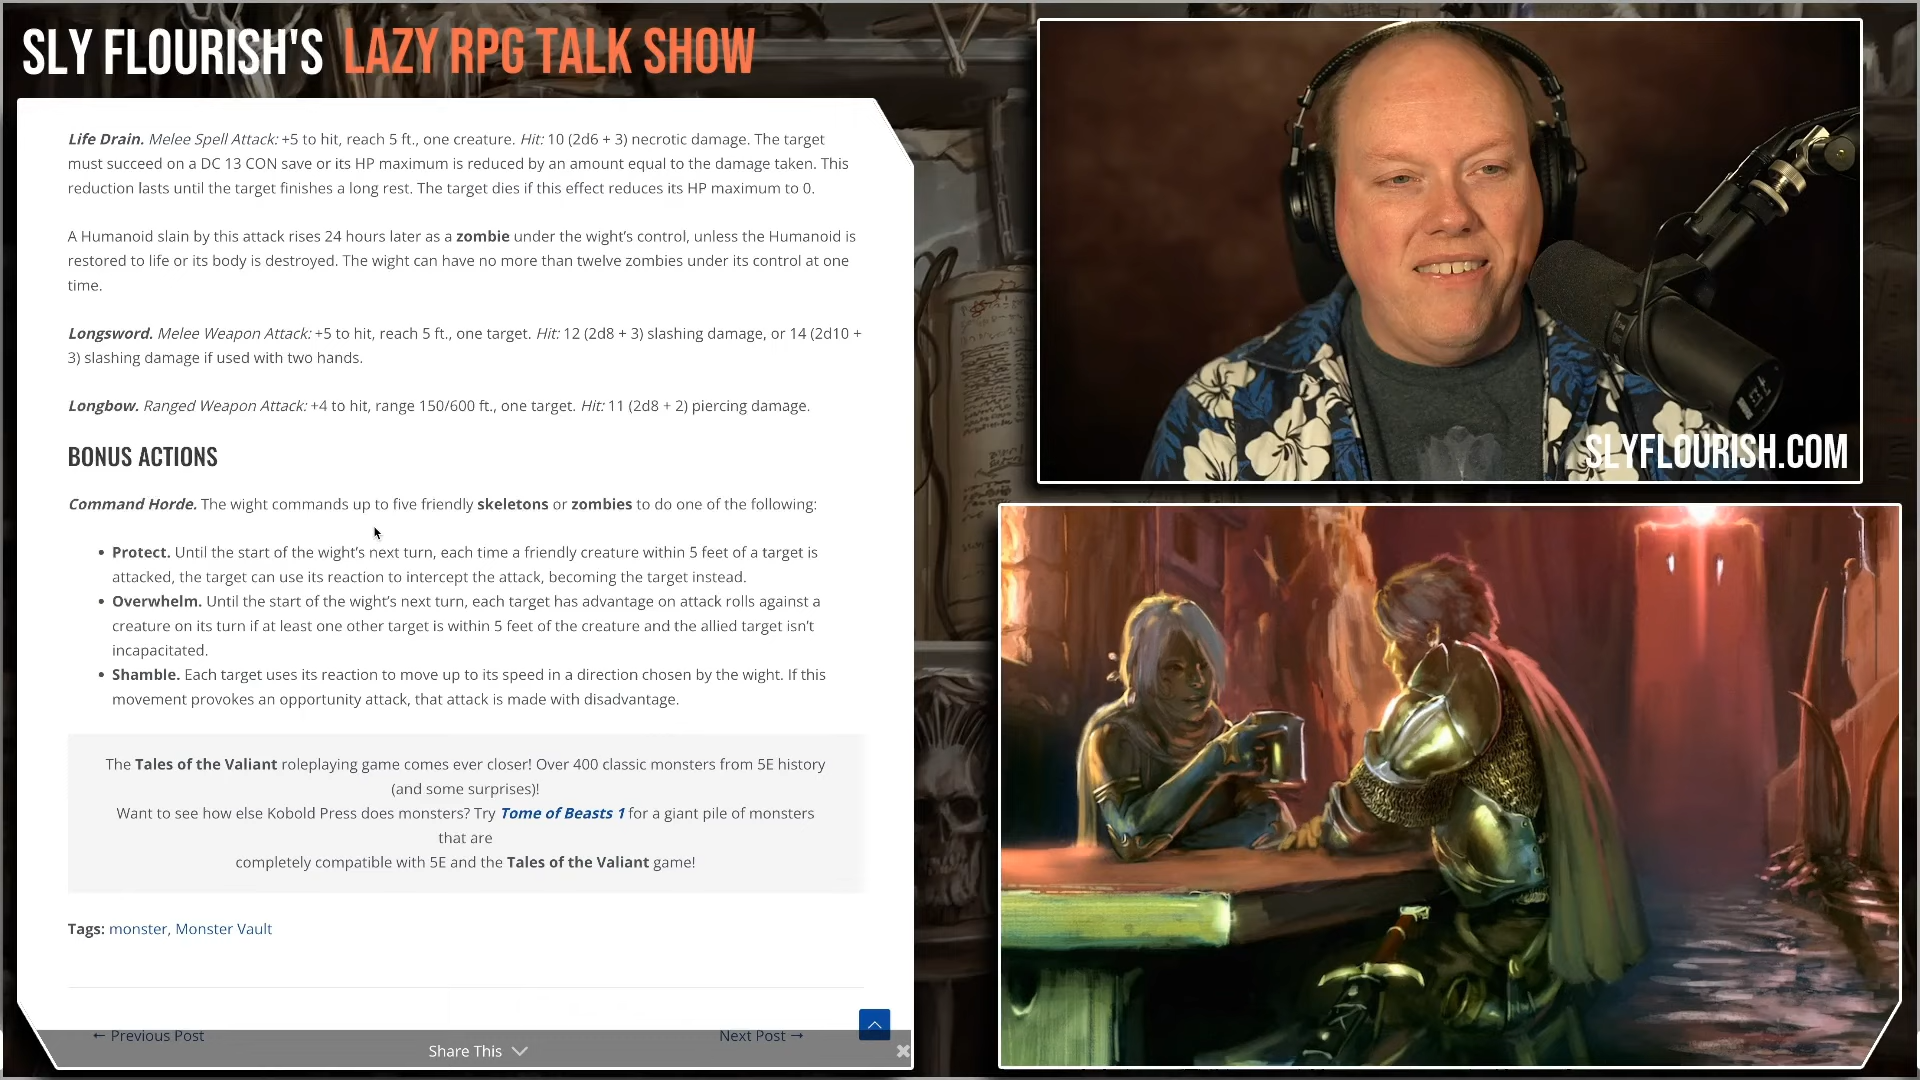 SLY FLOURISH'S LAZY RPG TALK SHOW
Life Drain. Melee Spell Attack: +5 to hit, reach 5 ft., one creature. Hit: 10 (2d6 + 3) necrotic damage. The target
must succeed on a DC 13 CON save or its HP maximum is reduced by an amount equal to the damage taken. This
reduction lasts until the target finishes a long rest. The target dies if this effect reduces its HP maximum to 0.
A Humanoid slain by this attack rises 24 hours later as a zombie under the wight's control, unless the Humanoid is
restored to life or its body is destroyed. The wight can have no more than twelve zombies under its control at one
time.
Longsword. Melee Weapon Attack: +5 to hit, reach 5 ft., one target. Hit: 12 (2d8 + 3) slashing damage, or 14 (2d10 +
3) slashing damage if used with two hands.
Longbow. Ranged Weapon Attack: +4 to hit, range 150/600 ft., one target. Hit: 11 (2d8 + 2) piercing damage.
BONUS ACTIONS
Command Horde. The wight commands up to five friendly skeletons or zombies to do one of the following:
• Protect. Until the start of the wight's next turn, each time a friendly creature within 5 feet of a target is
attacked, the target can use its reaction to intercept the attack, becoming the target instead.
• Overwhelm. Until the start of the wight's next turn, each target has advantage on attack rolls against a
creature on its turn if at least one other target is within 5 feet of the creature and the allied target isn't
incapacitated.
• Shamble. Each target uses its reaction to move up to its speed in a direction chosen by the wight. If this
movement provokes an opportunity attack, that attack is made with disadvantage.
The Tales of the Valiant roleplaying game comes ever closer! Over 400 classic monsters from 5E history
(and some surprises)!
Want to see how else Kobold Press does monsters? Try Tome of Beasts 1 for a giant pile of monsters
that are
completely compatible with 5E and the Tales of the Valiant game!
Tags: monster, Monster Vault
← Previous Post
Next Post →
Share This
SLYFLOURISH.COM